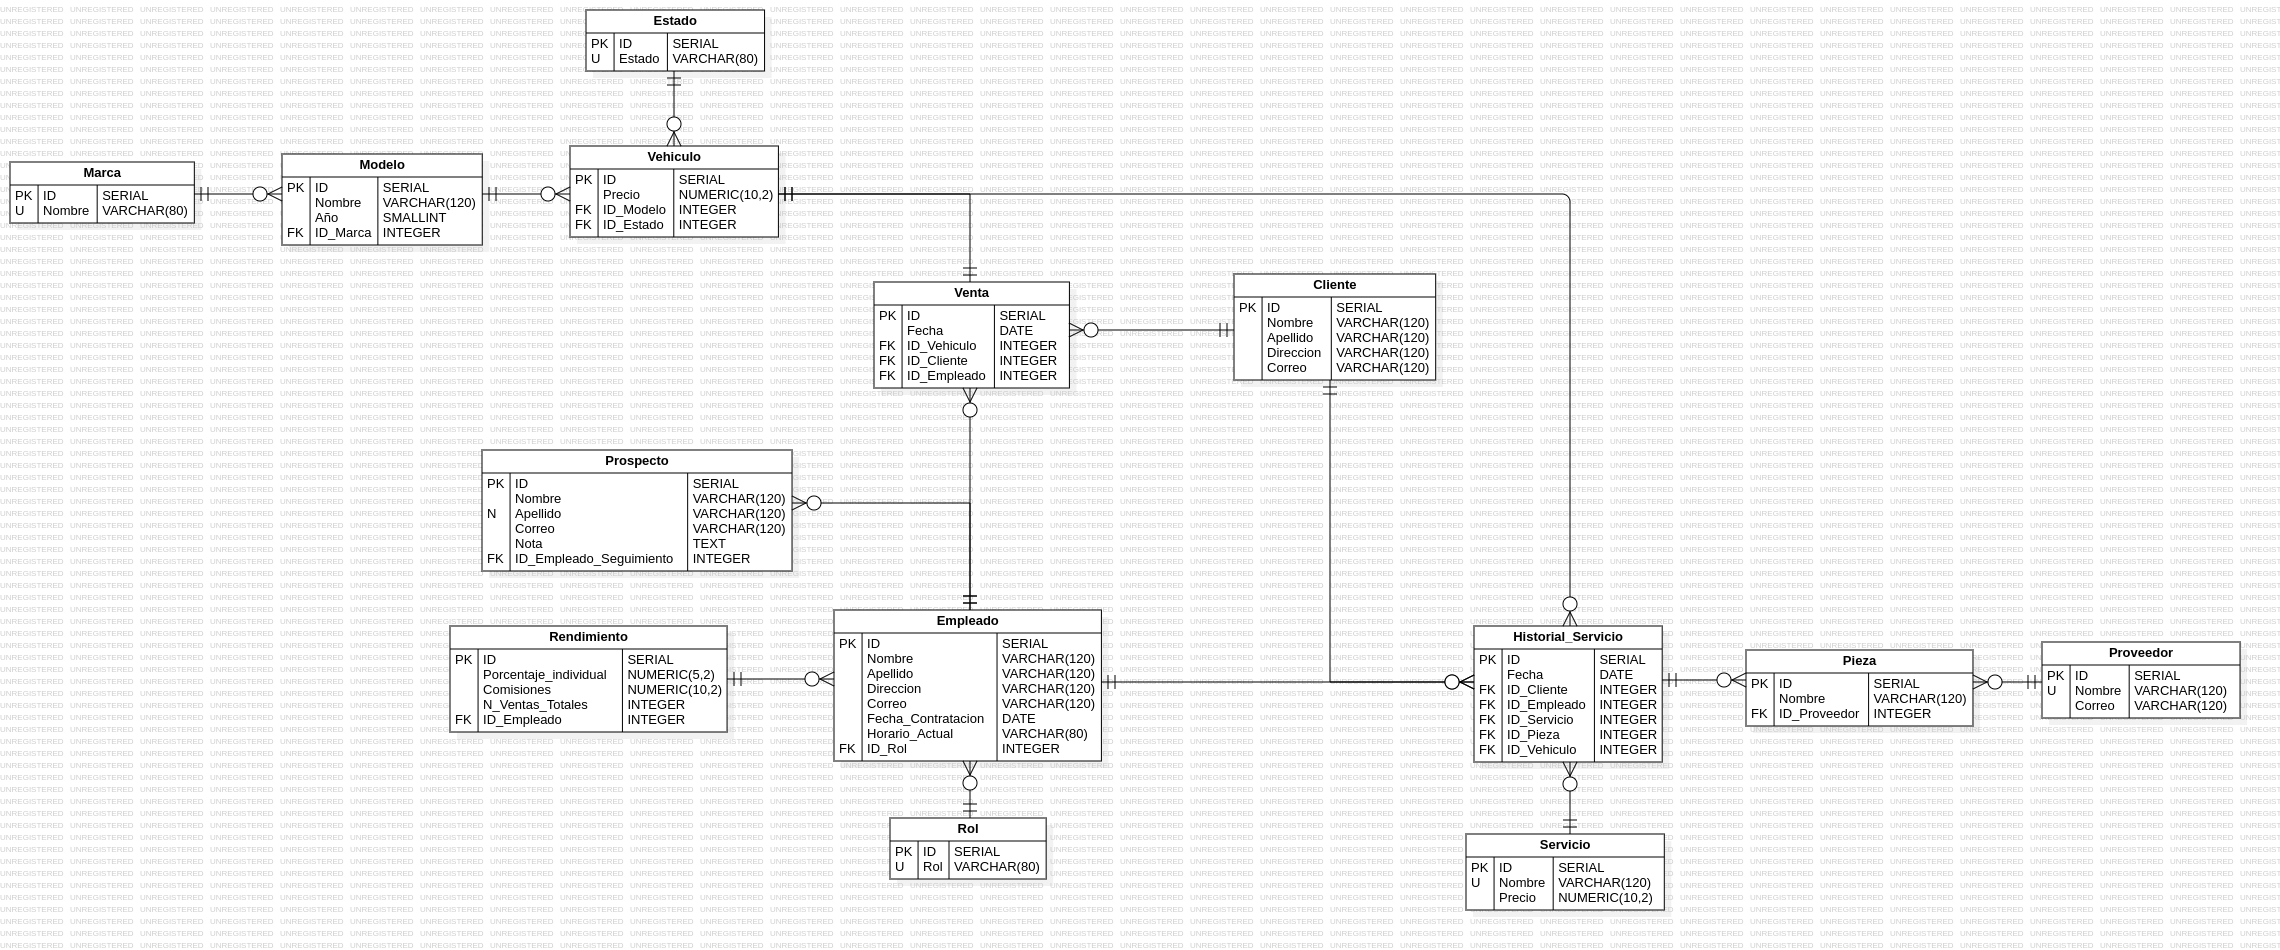 Estado
PK ID SERIAL
U Estado VARCHAR(80)
Marca
PK ID SERIAL
U Nombre VARCHAR(80)
Modelo
PK ID SERIAL
Nombre VARCHAR(120)
Año SMALLINT
FK ID_Marca INTEGER
Vehiculo
PK ID SERIAL
Precio NUMERIC(10,2)
FK ID_Modelo INTEGER
FK ID_Estado INTEGER
Venta
PK ID SERIAL
Fecha DATE
FK ID_Vehiculo INTEGER
FK ID_Cliente INTEGER
FK ID_Empleado INTEGER
Cliente
PK ID SERIAL
Nombre VARCHAR(120)
Apellido VARCHAR(120)
Direccion VARCHAR(120)
Correo VARCHAR(120)
Prospecto
PK ID SERIAL
Nombre VARCHAR(120)
N Apellido VARCHAR(120)
Correo VARCHAR(120)
Nota TEXT
FK ID_Empleado_Seguimiento INTEGER
Rendimiento
PK ID SERIAL
Porcentaje_individual NUMERIC(5,2)
Comisiones NUMERIC(10,2)
N_Ventas_Totales INTEGER
FK ID_Empleado INTEGER
Empleado
PK ID SERIAL
Nombre VARCHAR(120)
Apellido VARCHAR(120)
Direccion VARCHAR(120)
Correo VARCHAR(120)
Fecha_Contratacion DATE
Horario_Actual VARCHAR(80)
FK ID_Rol INTEGER
Historial_Servicio
PK ID SERIAL
Fecha DATE
FK ID_Cliente INTEGER
FK ID_Empleado INTEGER
FK ID_Servicio INTEGER
FK ID_Pieza INTEGER
FK ID_Vehiculo INTEGER
Pieza
PK ID SERIAL
Nombre VARCHAR(120)
FK ID_Proveedor INTEGER
Proveedor
PK ID SERIAL
U Nombre VARCHAR(120)
Correo VARCHAR(120)
Rol
PK ID SERIAL
U Rol VARCHAR(80)
Servicio
PK ID SERIAL
U Nombre VARCHAR(120)
Precio NUMERIC(10,2)
UNREGISTERED